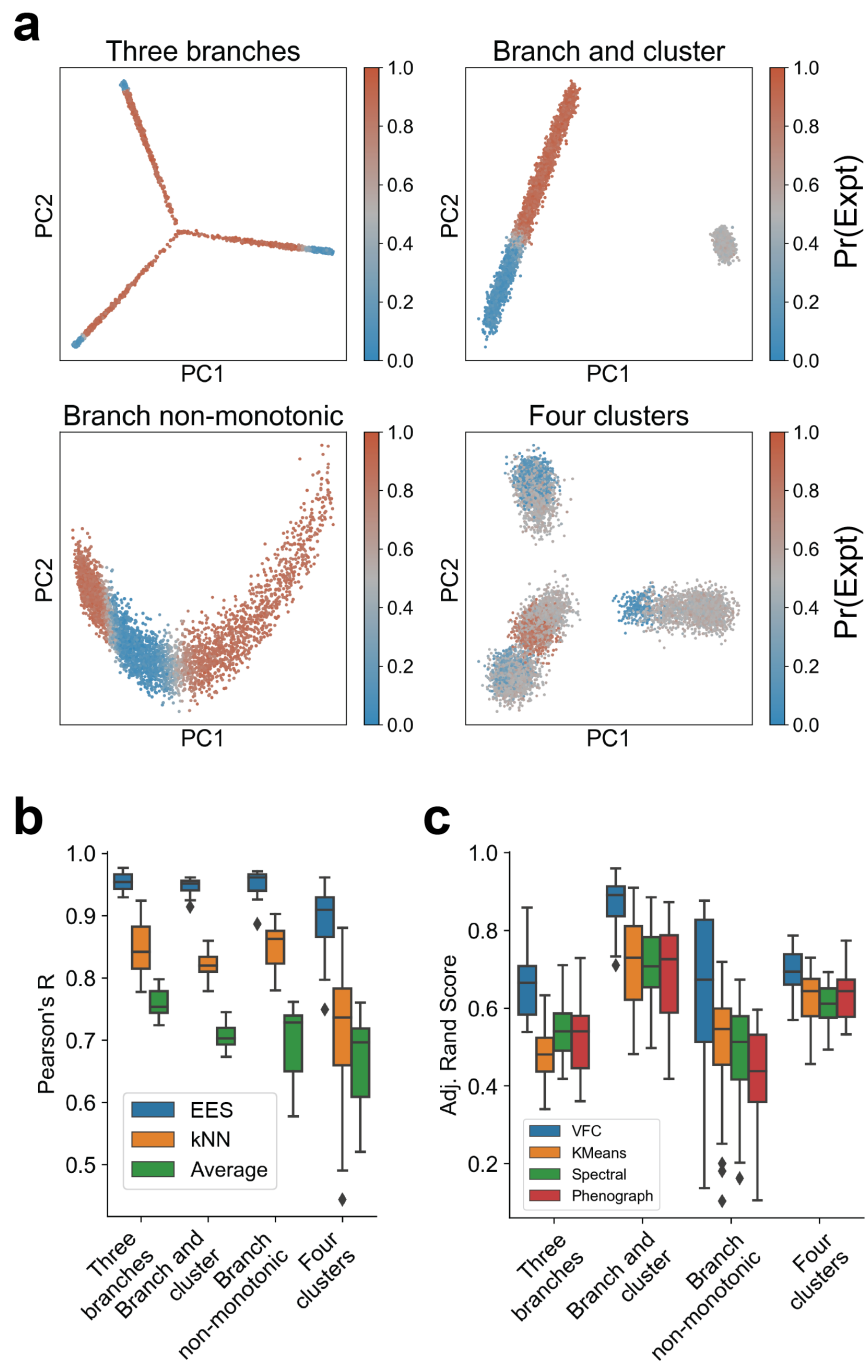 a
Three branches
Branch and cluster
PC2
PC1
1.0
0.8
0.6
0.4
0.2
0.0
PC2
PC1
1.0
0.8
0.6
0.4
0.2
0.0
Pr(Expt)
Branch non-monotonic
Four clusters
PC2
PC1
1.0
0.8
0.6
0.4
0.2
0.0
PC2
PC1
1.0
0.8
0.6
0.4
0.2
0.0
Pr(Expt)
b
Pearson's R
1.0
0.9
0.8
0.7
0.6
0.5
EES
kNN
Average
Three
branches
Branch and
cluster
Branch
non-monotonic
Four
clusters
c
Adj. Rand Score
1.0
0.8
0.6
0.4
0.2
VFC
KMeans
Spectral
Phenograph
Three
branches
Branch and
cluster
Branch
non-monotonic
Four
clusters